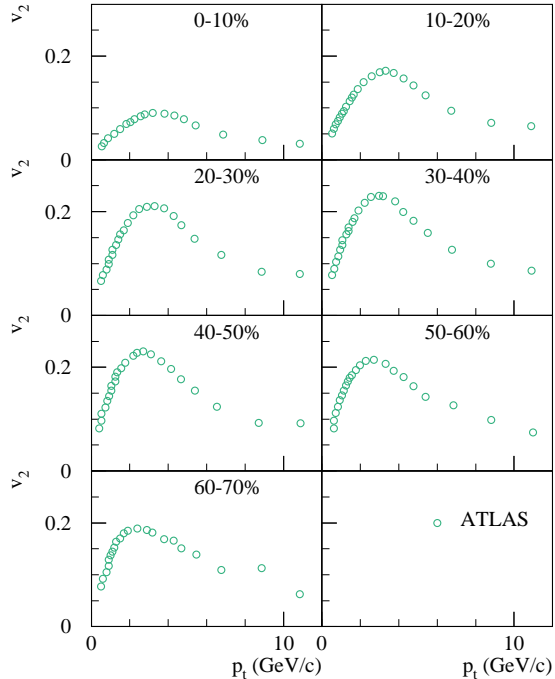 v2 0-10% 10-20%
0.2
0
v2 20-30% 30-40%
0.2
0
v2 40-50% 50-60%
0.2
0
v2 60-70%
0.2 ATLAS
0
0 10 0 10
pt (GeV/c) pt (GeV/c)